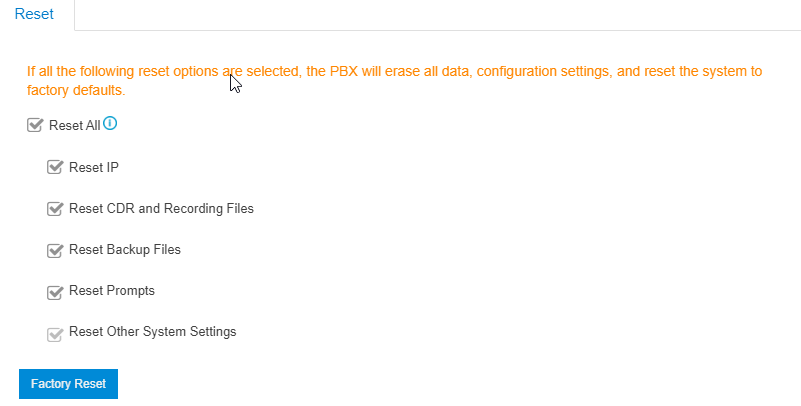 Reset
If all the following reset options are selected, the PBX will erase all data, configuration settings, and reset the system to
factory defaults.
Reset All
Reset IP
Reset CDR and Recording Files
Reset Backup Files
Reset Prompts
Reset Other System Settings
Factory Reset